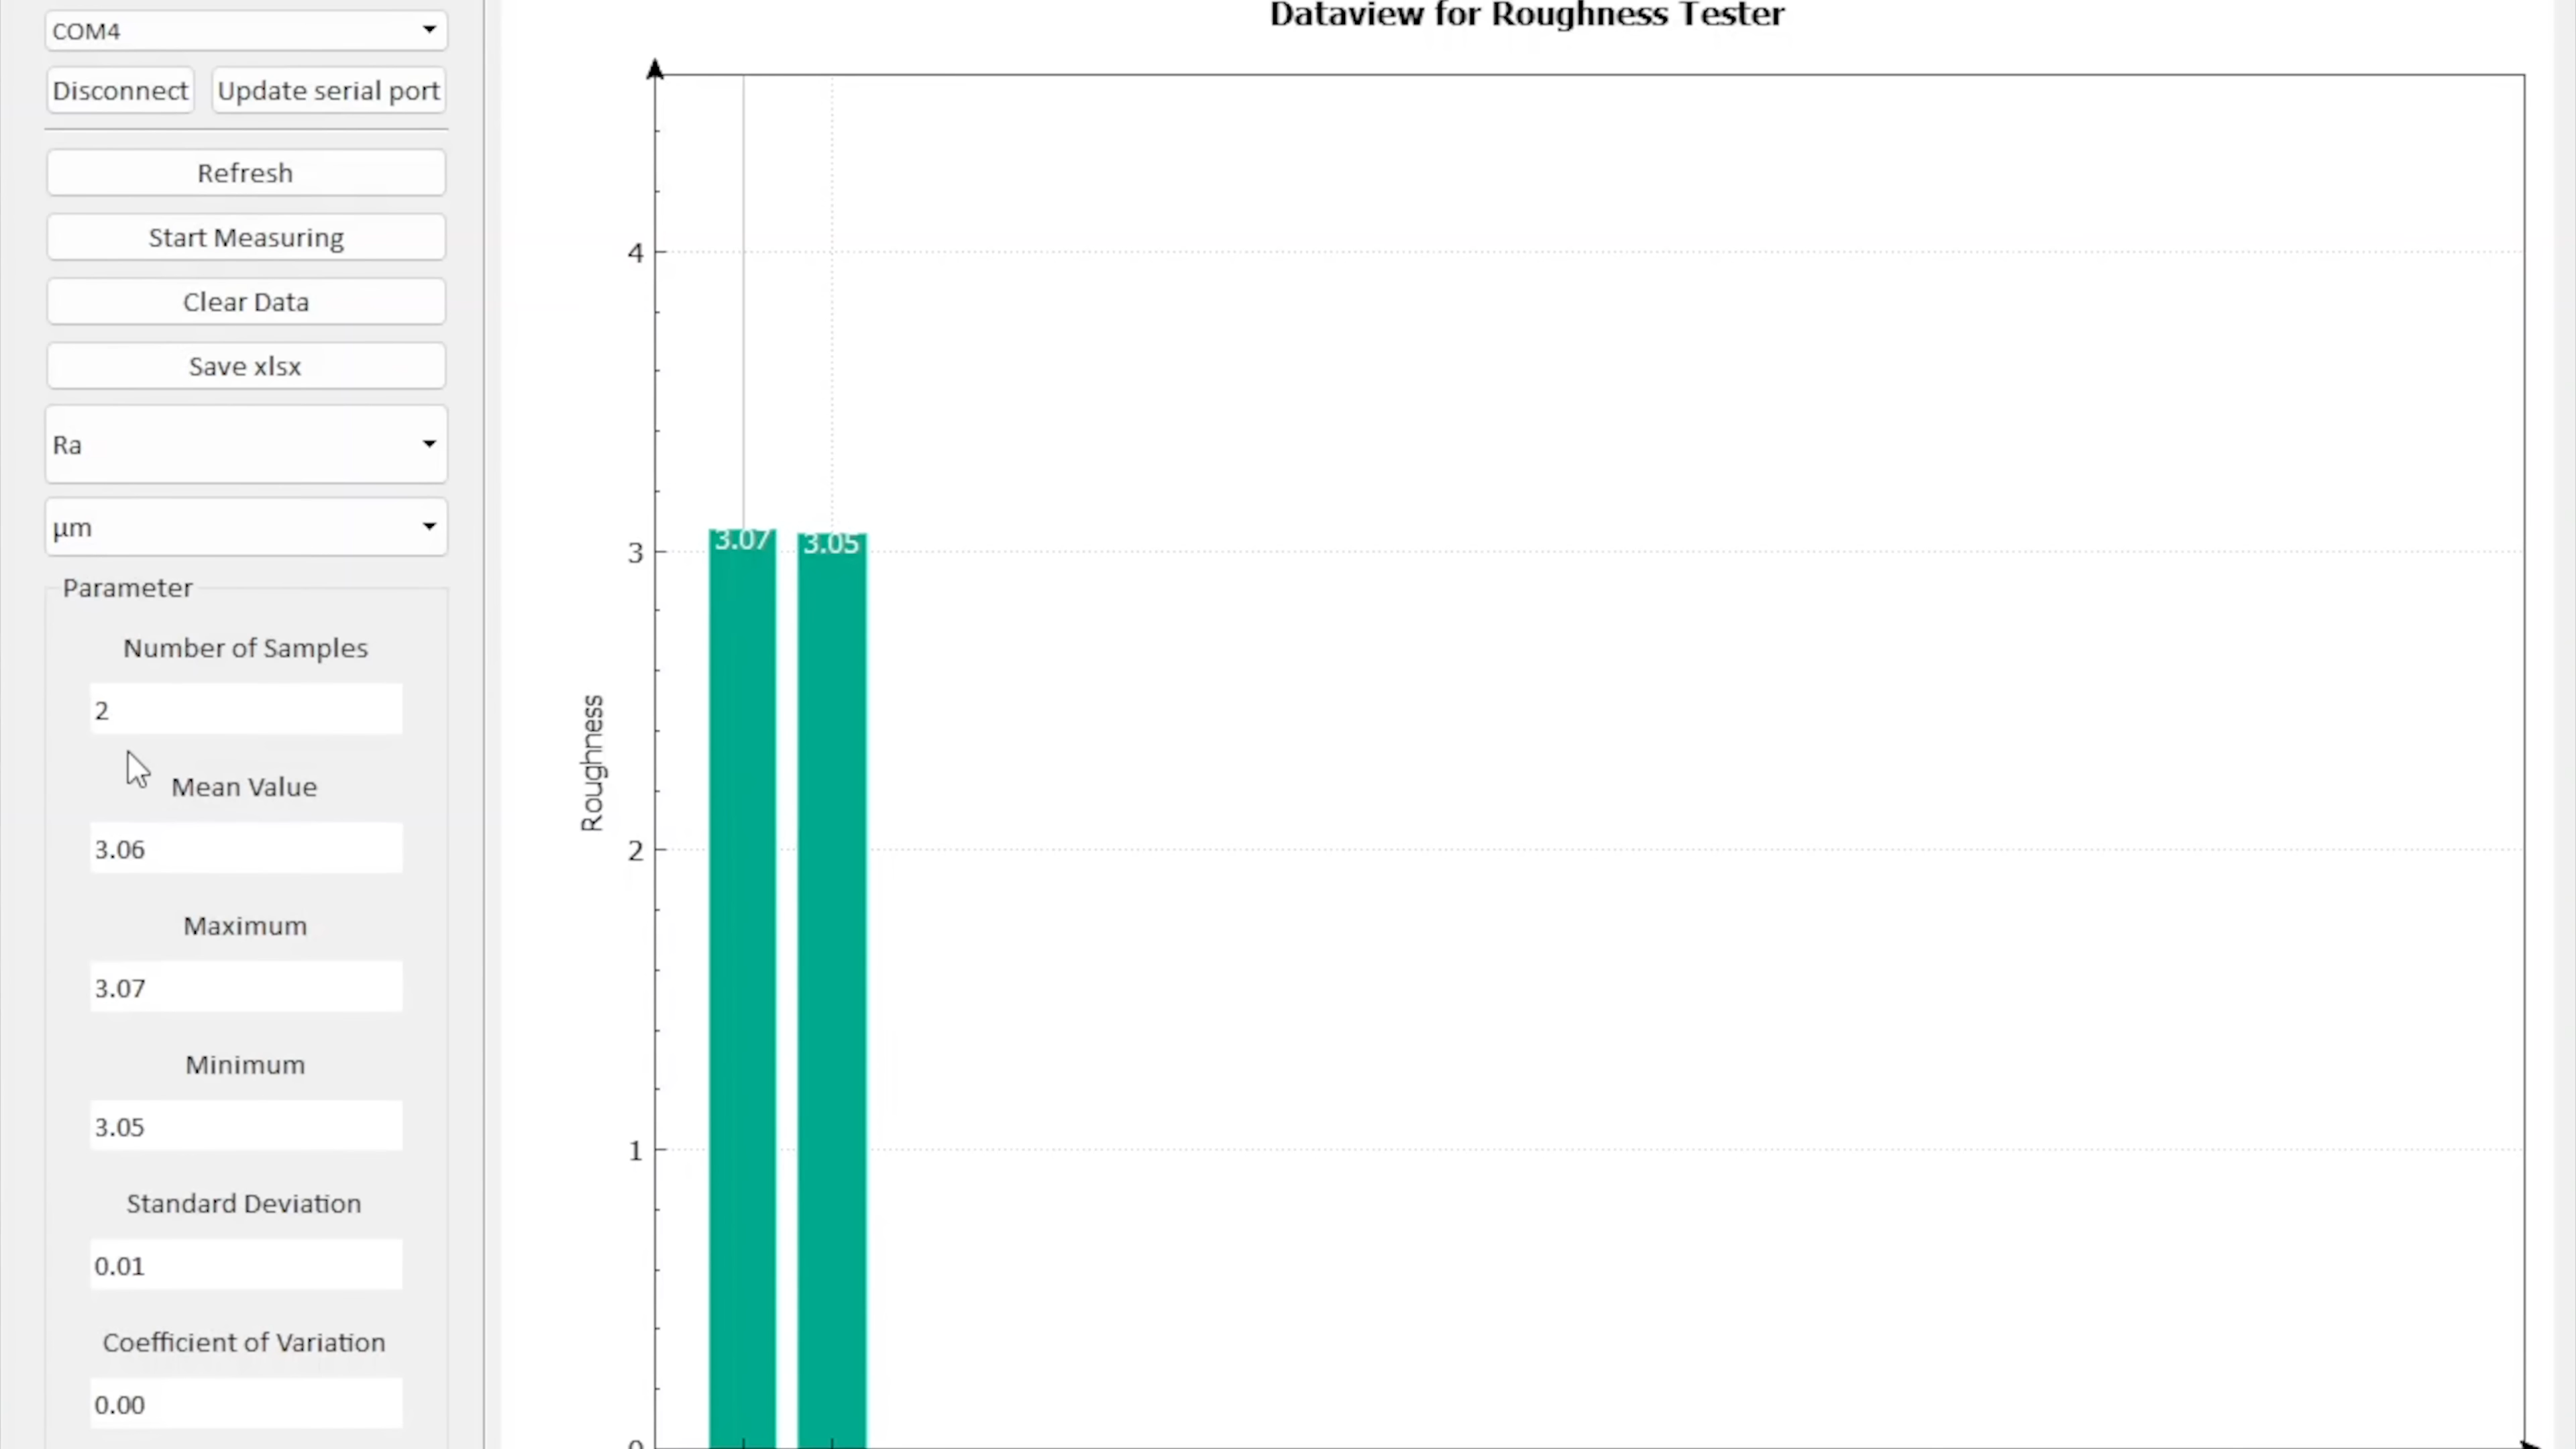 COM4
Disconnect
Update serial port
Refresh
Start Measuring
Clear Data
Save xlsx
Ra
μm
Parameter
Number of Samples
2
Mean Value
3.06
Maximum
3.07
Minimum
3.05
Standard Deviation
0.01
Coefficient of Variation
0.00
Dataview for Roughness Tester
Roughness
4
3
2
1
0
3.07
3.05